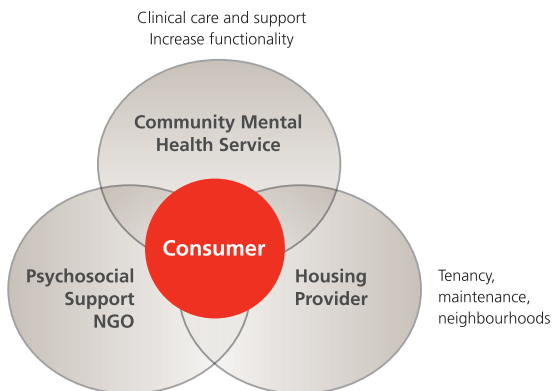 Clinical care and support
Increase functionality
Community Mental
Health Service
Consumer
Psychosocial
Support
NGO
Housing
Provider
Tenancy,
maintenance,
neighbourhoods